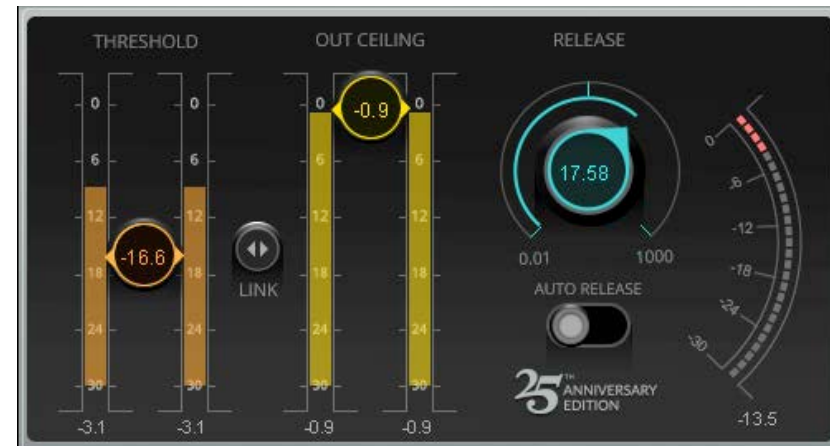 THRESHOLD
OUT CEILING
RELEASE
0 0 0 0
6 6 6 6
12 12 12 12
18 18 18 18
24 24 24 24
30 30 30 30
-16.6
LINK
-0.9
17.58
0.01 1000
AUTO RELEASE
25TH ANNIVERSARY
EDITION
0
-6
-12
-18
-24
-30
-3.1 -3.1 -0.9 -0.9 -13.5